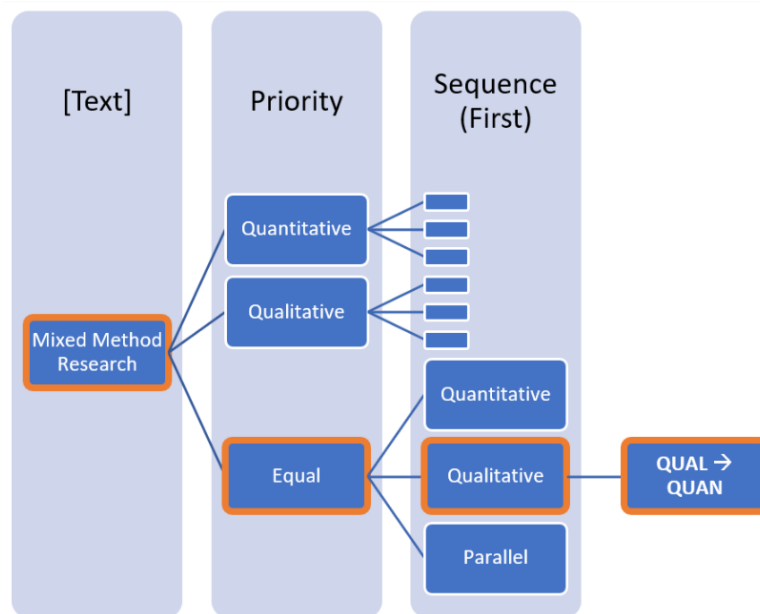 [Text]
Priority
Sequence
(First)
Quantitative
Qualitative
Mixed Method
Research
Quantitative
Equal
Qualitative
QUAL →
QUAN
Parallel